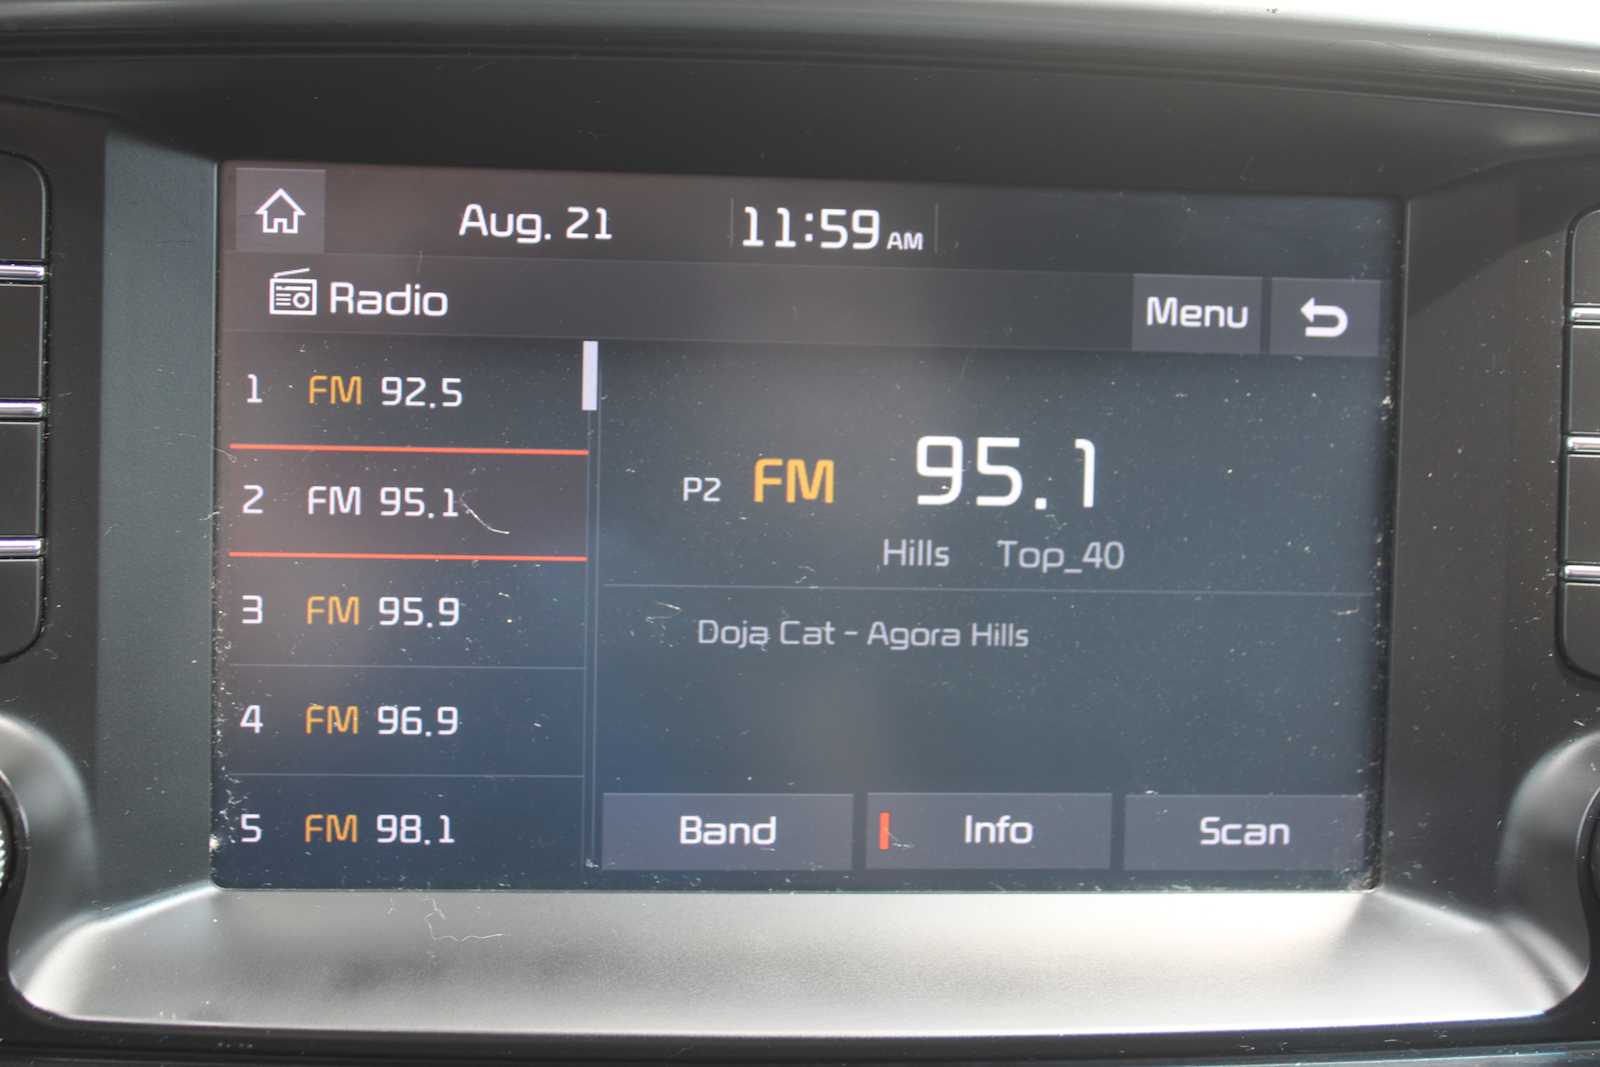 Aug. 21 11:59 AM
Radio
Menu
1 FM 92.5
2 FM 95.1
3 FM 95.9
4 FM 96.9
5 FM 98.1
P2 FM 95.1
Hills Top_40
Doja Cat - Agora Hills
Band Info Scan